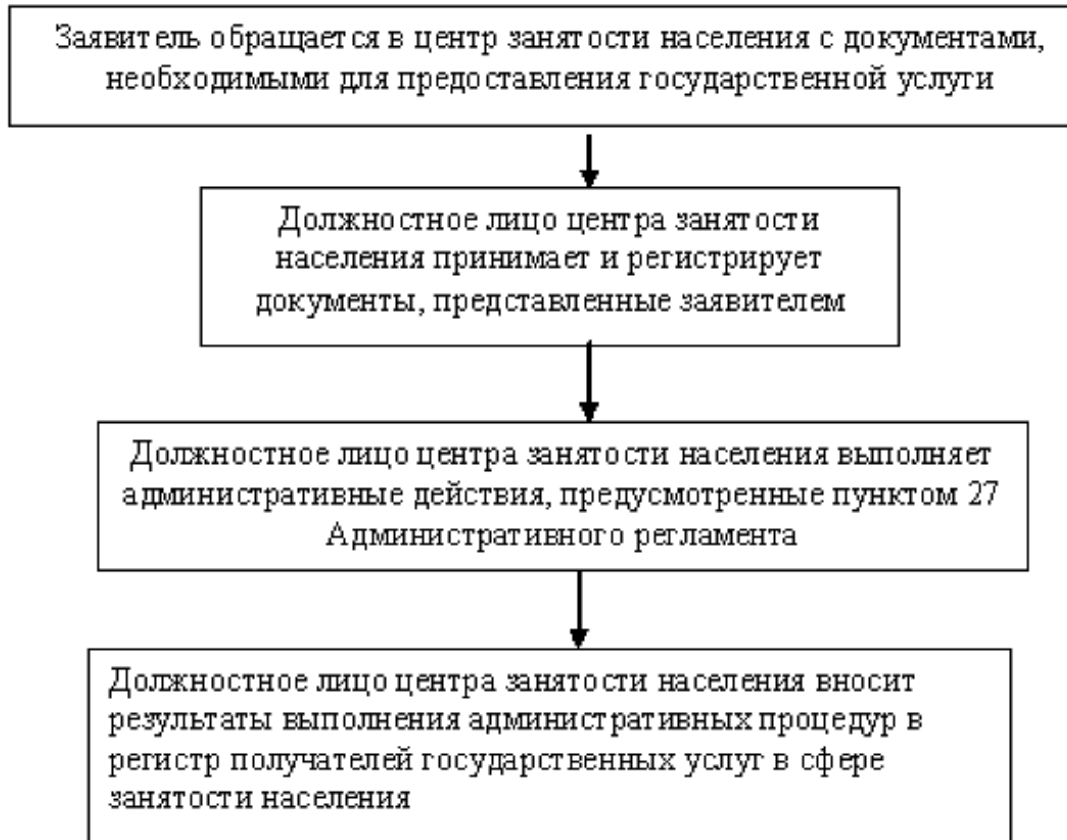 Заявитель обращается в центр занятости населения с документами,
необходимыми для предоставления государственной услуги
Должностное лицо центра занятости
населения принимает и регистрирует
документы, представленные заявителем
Должностное лицо центра занятости населения выполняет
административные действия, предусмотренные пунктом 27
Административного регламента
Должностное лицо центра занятости населения вносит
результаты выполнения административных процедур в
регистр получателей государственных услуг в сфере
занятости населения